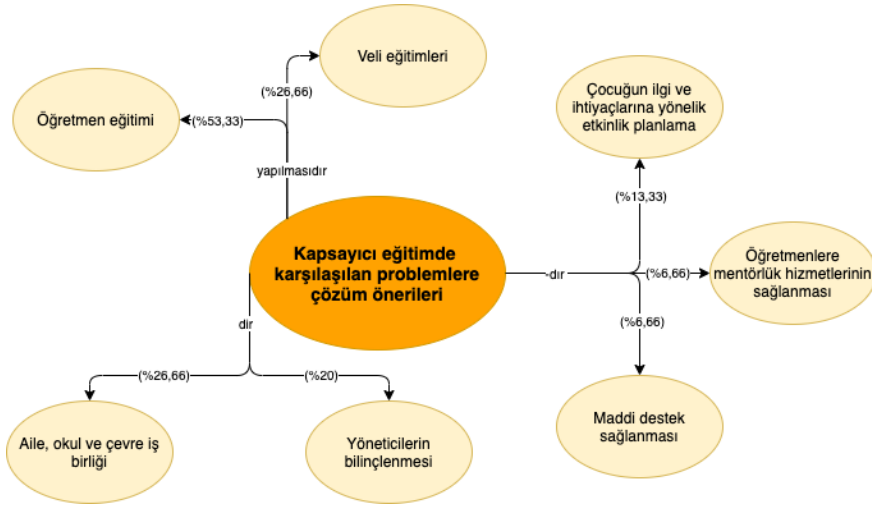 Veli eğitimleri
(%26,66)
Öğretmen eğitimi
(%53,33)
yapılmasıdır
Çocuğun ilgi ve
ihtiyaçlarına yönelik
etkinlik planlama
(%13,33)
Kapsayıcı eğitimde
karşılaşılan problemlere
çözüm önerileri
-dır
(%6,66)
Öğretmenlere
mentörlük hizmetlerinin
sağlanması
(%6,66)
dir
(%26,66)
(%20)
Aile, okul ve çevre iş
birliği
Yöneticilerin
bilinçlenmesi
Maddi destek
sağlanması